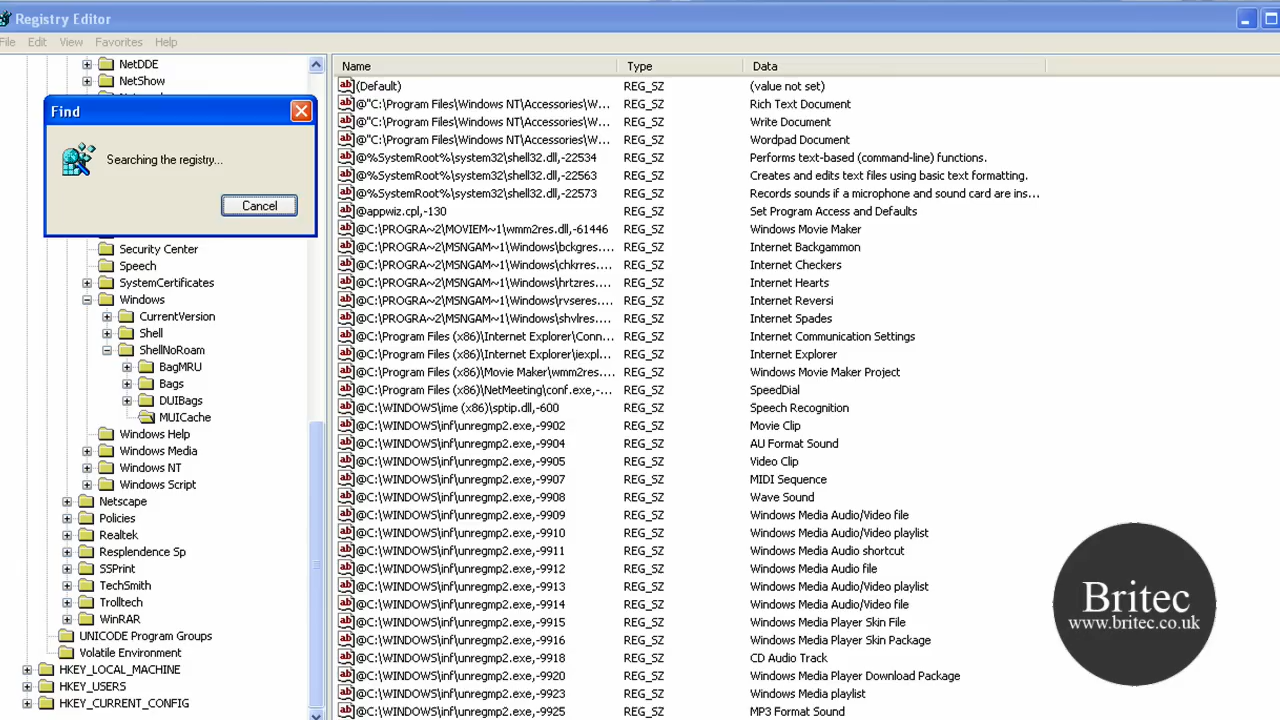 Registry Editor
File Edit View Favorites Help
NetDDE
NetShow
Find
Searching the registry...
Cancel
Security Center
Speech
SystemCertificates
Windows
CurrentVersion
Shell
ShellNoRoam
BagMRU
Bags
DUIBags
MUICache
Windows Help
Windows Media
Windows NT
Windows Script
Netscape
Policies
Realtek
Resplendence Sp
SSPrint
TechSmith
Trolltech
WinRAR
UNICODE Program Groups
Volatile Environment
HKEY_LOCAL_MACHINE
HKEY_USERS
HKEY_CURRENT_CONFIG
Name Type Data
(Default) REG_SZ (value not set)
@"C:\Program Files\Windows NT\Accessories\W... REG_SZ Rich Text Document
@"C:\Program Files\Windows NT\Accessories\W... REG_SZ Write Document
@"C:\Program Files\Windows NT\Accessories\W... REG_SZ Wordpad Document
@%SystemRoot%\system32\shell32.dll,-22534 REG_SZ Performs text-based (command-line) functions.
@%SystemRoot%\system32\shell32.dll,-22563 REG_SZ Creates and edits text files using basic text formatting.
@%SystemRoot%\system32\shell32.dll,-22573 REG_SZ Records sounds if a microphone and sound card are ins...
@appwiz.cpl,-130 REG_SZ Set Program Access and Defaults
@C:\PROGRA~2\MOVIEM~1\wmm2res.dll,-61446 REG_SZ Windows Movie Maker
@C:\PROGRA~2\MSNGAM~1\Windows\bckgres.... REG_SZ Internet Backgammon
@C:\PROGRA~2\MSNGAM~1\Windows\chkrres.... REG_SZ Internet Checkers
@C:\PROGRA~2\MSNGAM~1\Windows\hrtzres.... REG_SZ Internet Hearts
@C:\PROGRA~2\MSNGAM~1\Windows\rvseres.... REG_SZ Internet Reversi
@C:\PROGRA~2\MSNGAM~1\Windows\shvlres.... REG_SZ Internet Spades
@C:\Program Files (x86)\Internet Explorer\Conn... REG_SZ Internet Communication Settings
@C:\Program Files (x86)\Internet Explorer\iexpl... REG_SZ Internet Explorer
@C:\Program Files (x86)\Movie Maker\wmm2res... REG_SZ Windows Movie Maker Project
@C:\Program Files (x86)\NetMeeting\conf.exe,-... REG_SZ SpeedDial
@C:\WINDOWS\ime (x86)\sptip.dll,-600 REG_SZ Speech Recognition
@C:\WINDOWS\inf\unregmp2.exe,-9902 REG_SZ Movie Clip
@C:\WINDOWS\inf\unregmp2.exe,-9904 REG_SZ AU Format Sound
@C:\WINDOWS\inf\unregmp2.exe,-9905 REG_SZ Video Clip
@C:\WINDOWS\inf\unregmp2.exe,-9907 REG_SZ MIDI Sequence
@C:\WINDOWS\inf\unregmp2.exe,-9908 REG_SZ Wave Sound
@C:\WINDOWS\inf\unregmp2.exe,-9909 REG_SZ Windows Media Audio/Video file
@C:\WINDOWS\inf\unregmp2.exe,-9910 REG_SZ Windows Media Audio/Video playlist
@C:\WINDOWS\inf\unregmp2.exe,-9911 REG_SZ Windows Media Audio shortcut
@C:\WINDOWS\inf\unregmp2.exe,-9912 REG_SZ Windows Media Audio file
@C:\WINDOWS\inf\unregmp2.exe,-9913 REG_SZ Windows Media Audio/Video playlist
@C:\WINDOWS\inf\unregmp2.exe,-9914 REG_SZ Windows Media Audio/Video file
@C:\WINDOWS\inf\unregmp2.exe,-9915 REG_SZ Windows Media Player Skin File
@C:\WINDOWS\inf\unregmp2.exe,-9916 REG_SZ Windows Media Player Skin Package
@C:\WINDOWS\inf\unregmp2.exe,-9918 REG_SZ CD Audio Track
@C:\WINDOWS\inf\unregmp2.exe,-9920 REG_SZ Windows Media Player Download Package
@C:\WINDOWS\inf\unregmp2.exe,-9923 REG_SZ Windows Media playlist
@C:\WINDOWS\inf\unregmp2.exe,-9925 REG_SZ MP3 Format Sound
Britec
www.britec.co.uk